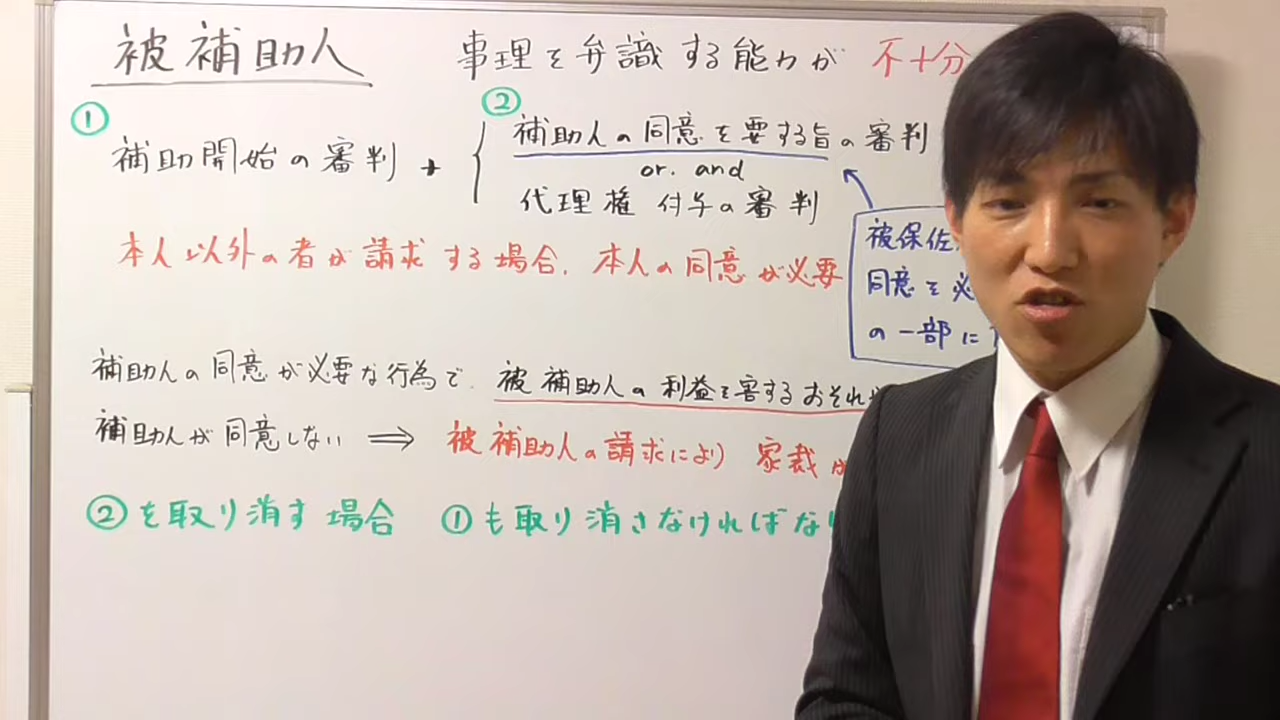 被補助人 事理を弁識する能力が 不十分
① ②
補助開始の審判 + 補助人の同意を要する旨の審判
or. and
代理権 付与の審判
本人以外の者が請求する場合、本人の同意が必要
被保佐
同意を必
の一部に
補助人の同意が必要な行為で、被補助人の利益を害するおそれが
補助人が同意しない ⇒ 被補助人の請求により 家裁が
②を取り消す場合 ①も取り消さなければな